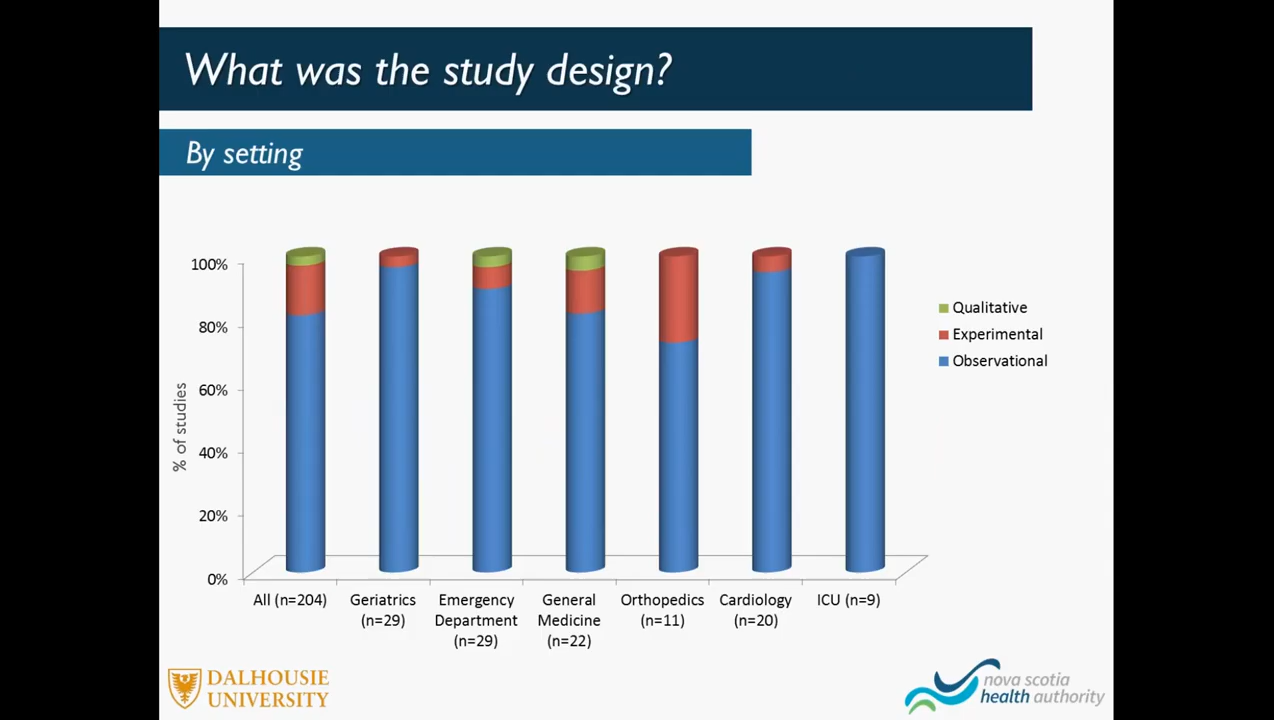 What was the study design?
By setting
100%
80%
60%
40%
20%
0%
% of studies
All (n=204)
Geriatrics
(n=29)
Emergency
Department
(n=29)
General
Medicine
(n=22)
Orthopedics
(n=11)
Cardiology
(n=20)
ICU (n=9)
Qualitative
Experimental
Observational
DALHOUSIE
UNIVERSITY
nova scotia
health authority